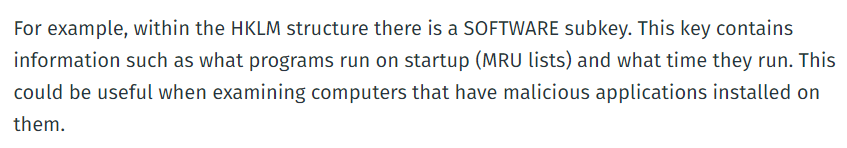 For example, within the HKLM structure there is a SOFTWARE subkey. This key contains
information such as what programs run on startup (MRU lists) and what time they run. This
could be useful when examining computers that have malicious applications installed on
them.